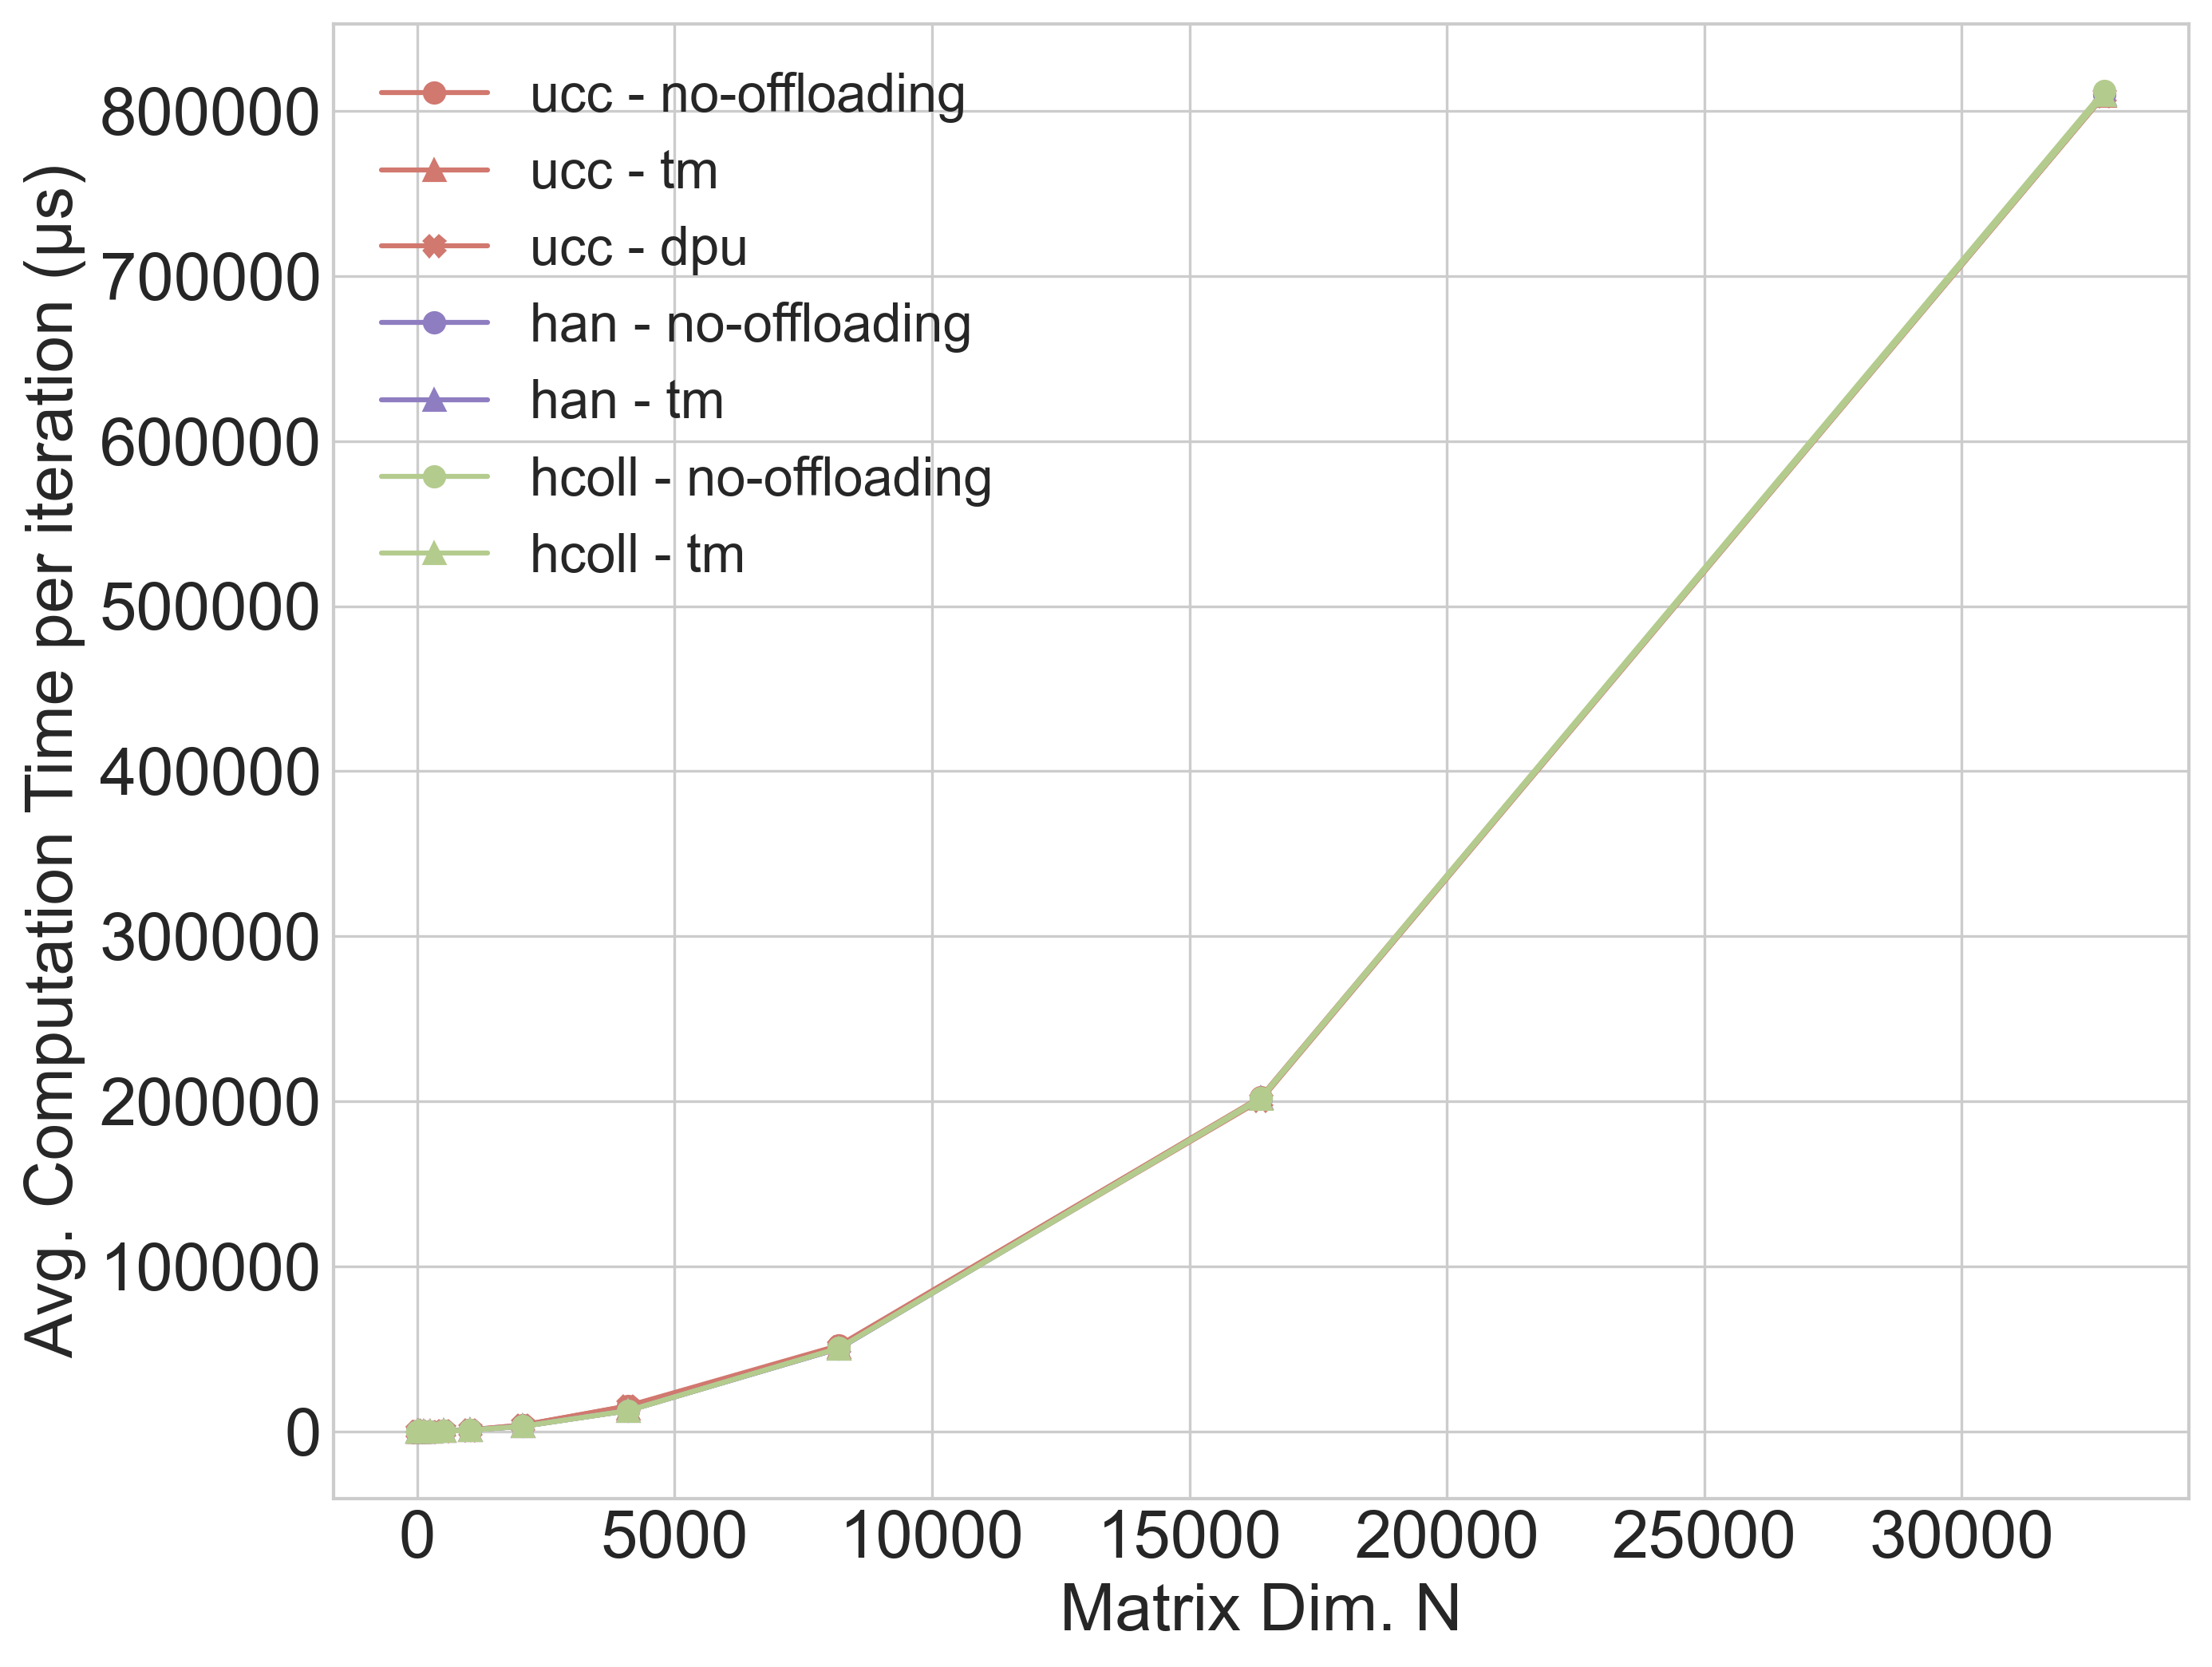 Avg. Computation Time per iteration (µs)
800000
700000
600000
500000
400000
300000
200000
100000
0
ucc - no-offloading
ucc - tm
ucc - dpu
han - no-offloading
han - tm
hcoll - no-offloading
hcoll - tm
0 5000 10000 15000 20000 25000 30000
Matrix Dim. N